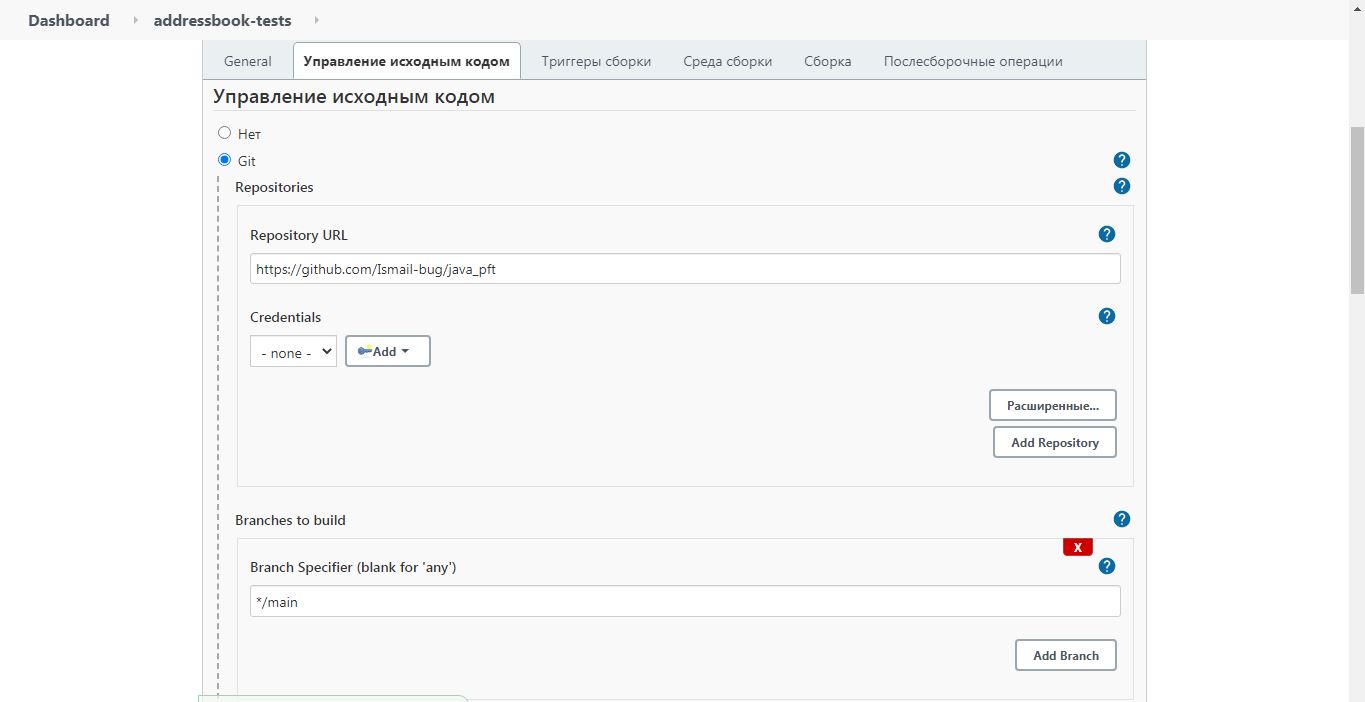 Dashboard addressbook-tests
General Управление исходным кодом Триггеры сборки Среда сборки Сборка Послесборочные операции
Управление исходным кодом
Нет
Git ?
Repositories ?
Repository URL ?
https://github.com/Ismail-bug/java_pft
Credentials ?
- none - Add
Расширенные...
Add Repository
Branches to build ?
X
Branch Specifier (blank for 'any') ?
*/main
Add Branch